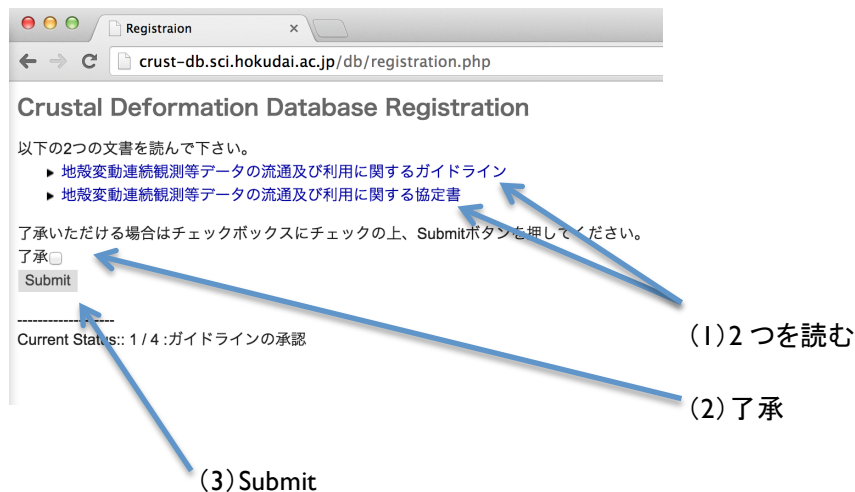 Registraion
crust-db.sci.hokudai.ac.jp/db/registration.php
Crustal Deformation Database Registration
以下の2つの文書を読んで下さい。
地殻変動連続観測等データの流通及び利用に関するガイドライン
地殻変動連続観測等データの流通及び利用に関する協定書
了承いただける場合はチェックボックスにチェックの上、Submitボタンを押してください。
了承
Submit
-------------------
Current Status:: 1 / 4 :ガイドラインの承認
（1）2 つを読む
（2）了承
（3）Submit